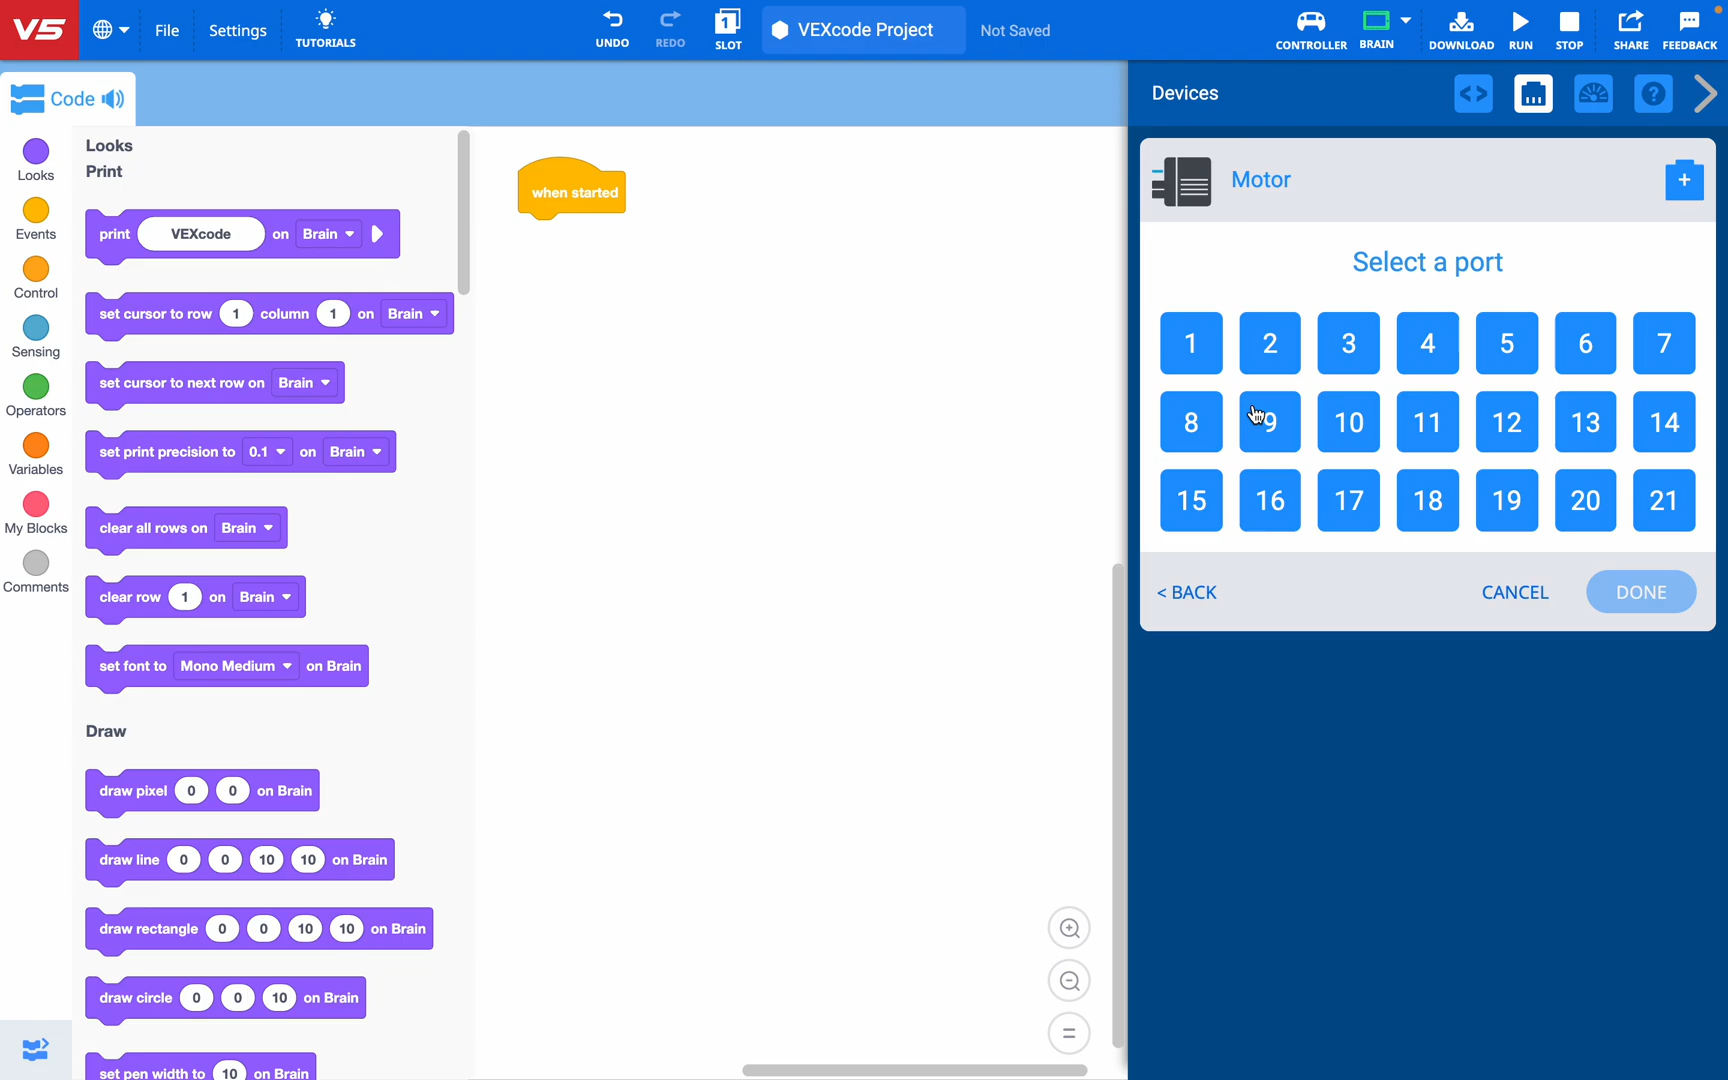 V5 File Settings TUTORIALS UNDO REDO 1 SLOT VEXcode Project Not Saved CONTROLLER BRAIN DOWNLOAD RUN STOP SHARE FEEDBACK
Code
Looks
Events
Control
Sensing
Operators
Variables
My Blocks
Comments
Looks
Print
print VEXcode on Brain
set cursor to row 1 column 1 on Brain
set cursor to next row on Brain
set print precision to 0.1 on Brain
clear all rows on Brain
clear row 1 on Brain
set font to Mono Medium on Brain
Draw
draw pixel 0 0 on Brain
draw line 0 0 10 10 on Brain
draw rectangle 0 0 10 10 on Brain
draw circle 0 0 10 on Brain
set pen width to 10 on Brain
when started
Devices
Motor
Select a port
1 2 3 4 5 6 7
8 9 10 11 12 13 14
15 16 17 18 19 20 21
< BACK CANCEL DONE